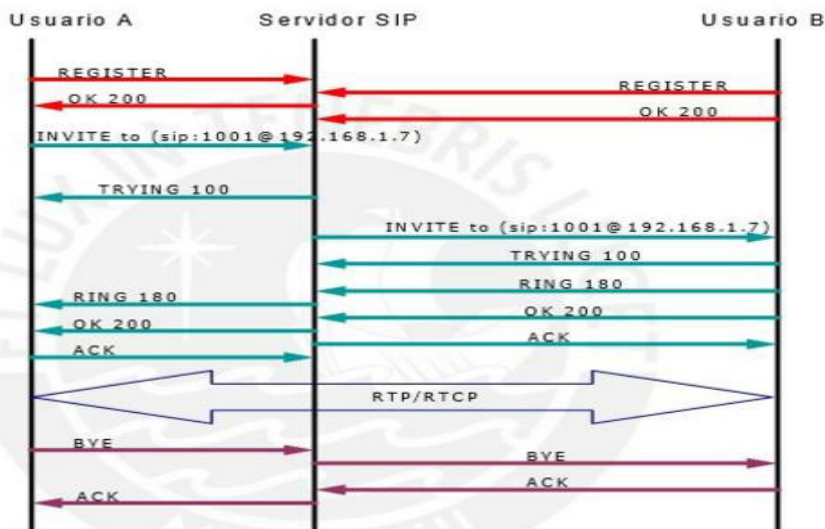 Usuario A Servidor SIP Usuario B
REGISTER
REGISTER
OK 200
OK 200
INVITE to (sip:1001@192.168.1.7)
TRYING 100
INVITE to (sip:1001@192.168.1.7)
TRYING 100
RING 180
RING 180
OK 200
OK 200
ACK
ACK
RTP/RTCP
BYE
BYE
ACK
ACK